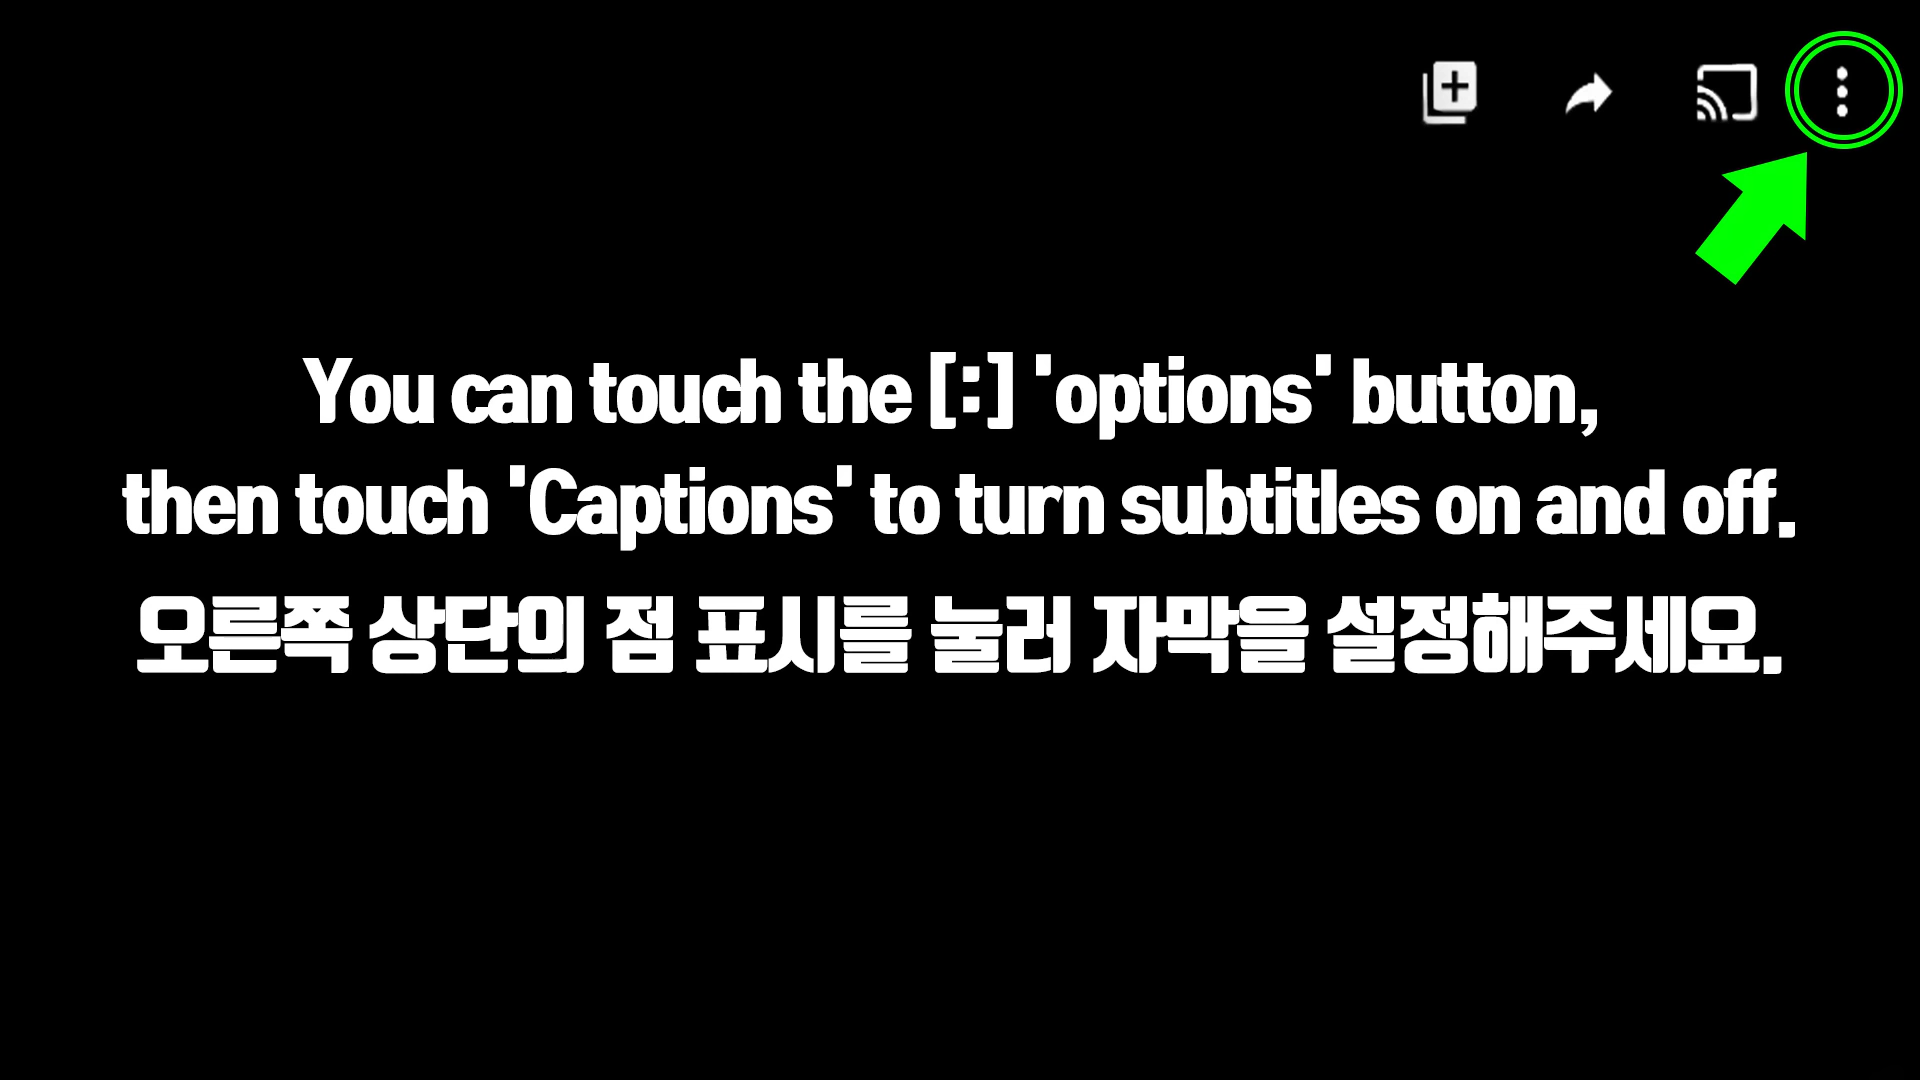 You can touch the [:] 'options' button,
then touch 'Captions' to turn subtitles on and off.
오른쪽 상단의 점 표시를 눌러 자막을 설정해주세요.